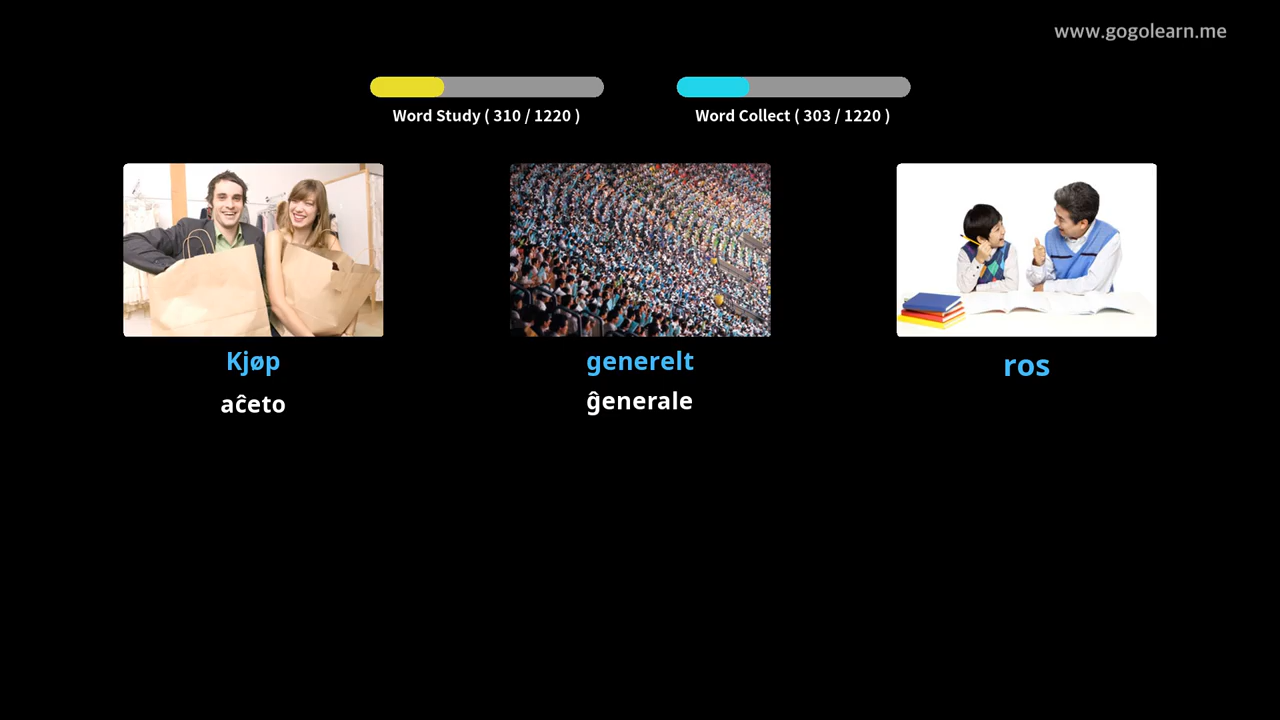 www.gogolearn.me
Word Study ( 310 / 1220 )
Word Collect ( 303 / 1220 )
Kjøp
generelt
ros
aĉeto
ĝenerale